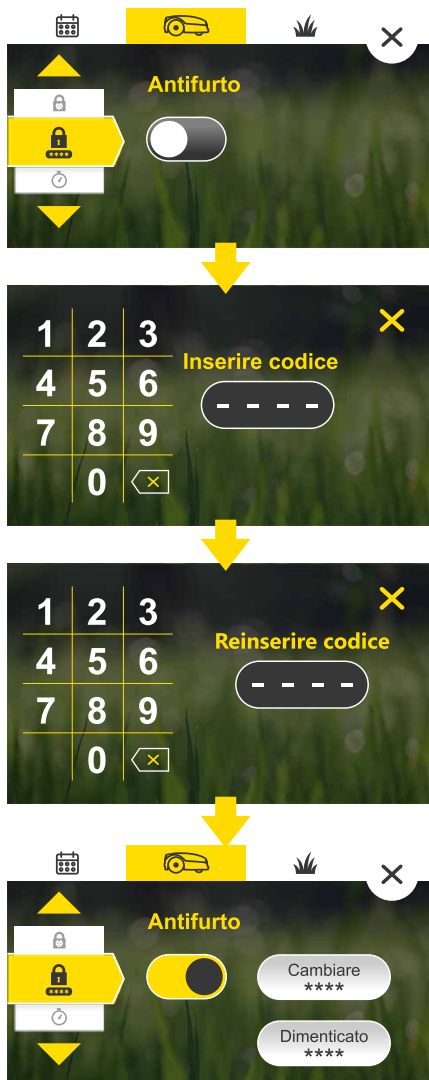 Antifurto
****
1 2 3
Inserire codice
4 5 6
- - - -
7 8 9
0
1 2 3
Reinserire codice
4 5 6
- - - -
7 8 9
0
Antifurto
****
Cambiare
****
Dimenticato
****